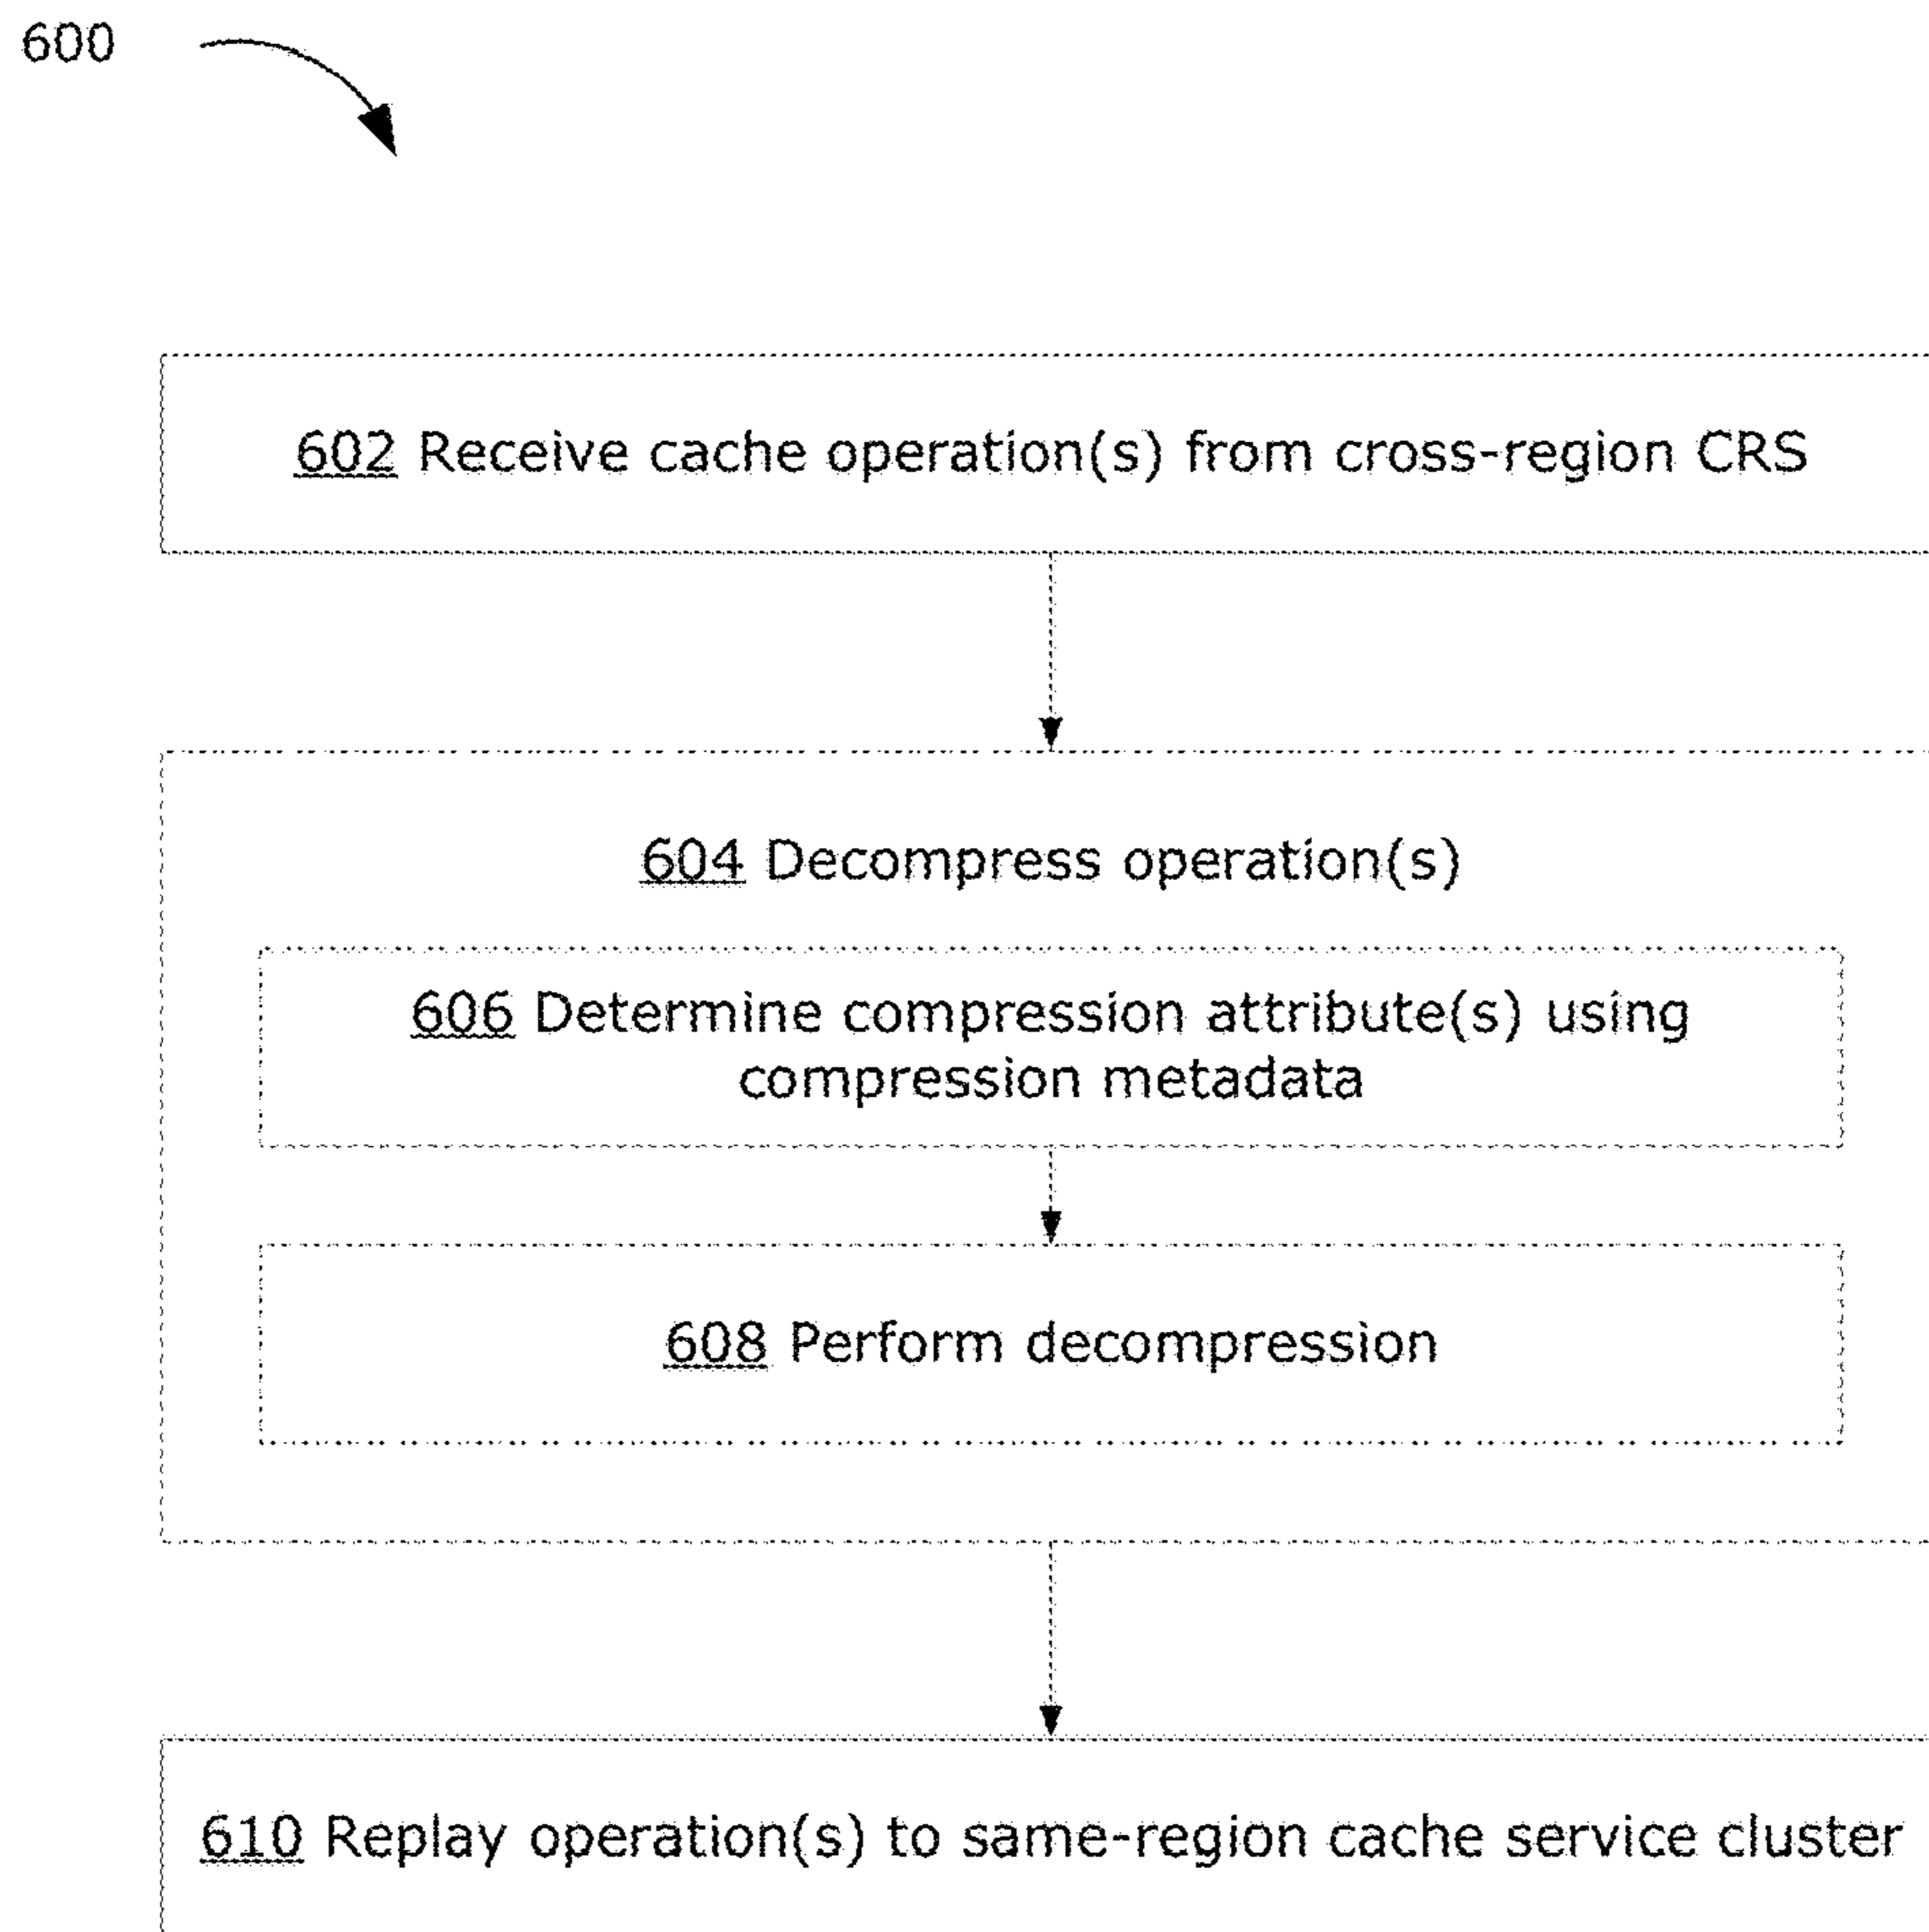 600
602 Receive cache operation(s) from cross-region CRS
604 Decompress operation(s)
606 Determine compression attribute(s) using
compression metadata
608 Perform decompression
610 Replay operation(s) to same-region cache service cluster